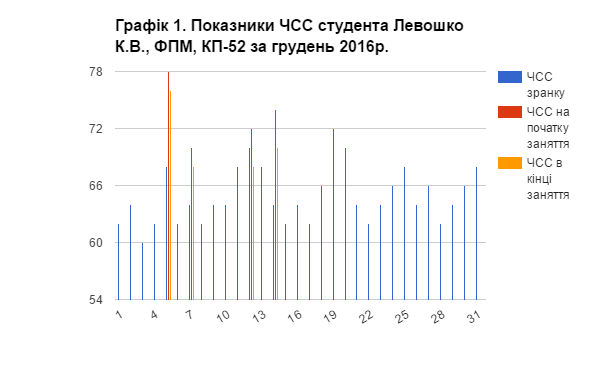 Графік 1. Показники ЧСС студента Левошко
К.В., ФПМ, КП-52 за грудень 2016р.
78
72
66
60
54
1
4
7
10
13
16
19
22
25
28
31
ЧСС
зранку
ЧСС на
початку
заняття
ЧСС в
кінці
заняття